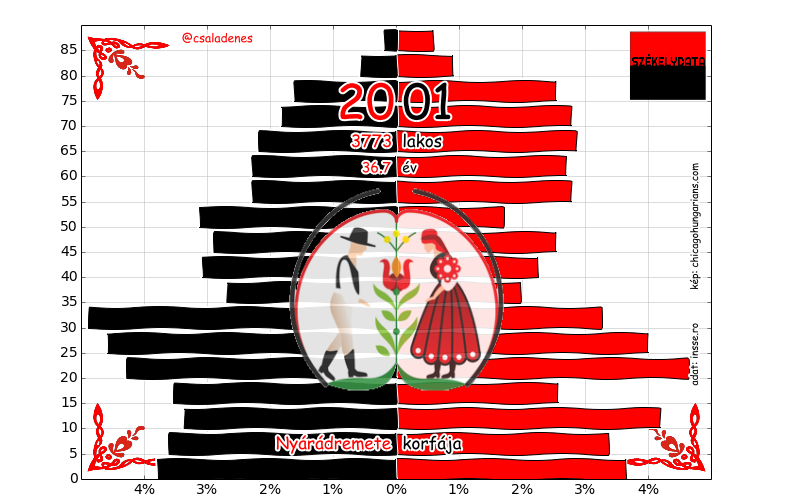 @csaladenes
SZÉKELYDATA
2001
3773 lakos
36.7 év
kép: chicagohungarians.com
adat: insse.ro
Nyárádremete korfája
85
80
75
70
65
60
55
50
45
40
35
30
25
20
15
10
5
0
4% 3% 2% 1% 0% 1% 2% 3% 4%